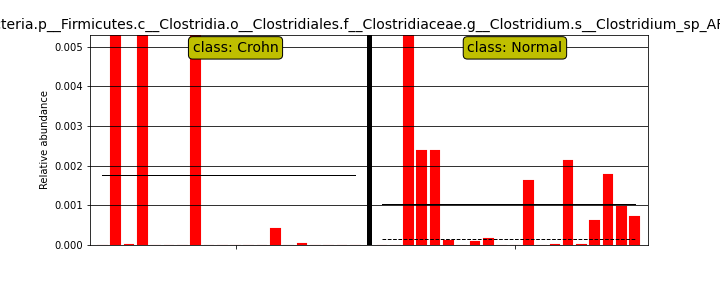 cteria.p__Firmicutes.c__Clostridia.o__Clostridiales.f__Clostridiaceae.g__Clostridium.s__Clostridium_sp_AF
class: Crohn
class: Normal
Relative abundance
0.005
0.004
0.003
0.002
0.001
0.000